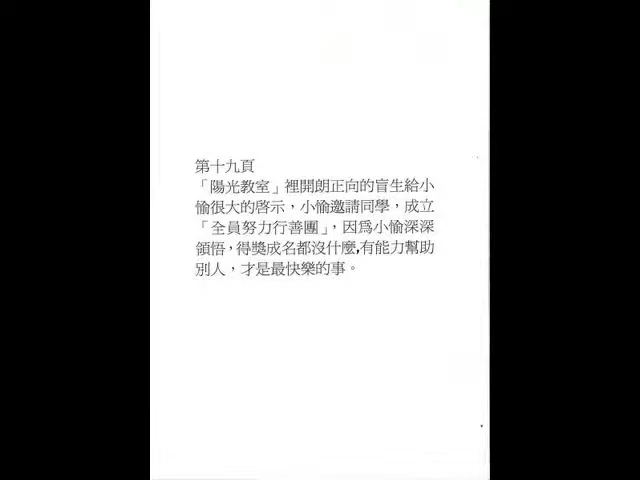 第十九頁
「陽光教室」裡開朗正向的盲生給小
愉很大的啓示，小愉邀請同學，成立
「全員努力行善團」，因為小愉深深
領悟，得獎成名都沒什麼,有能力幫助
別人，才是最快樂的事。